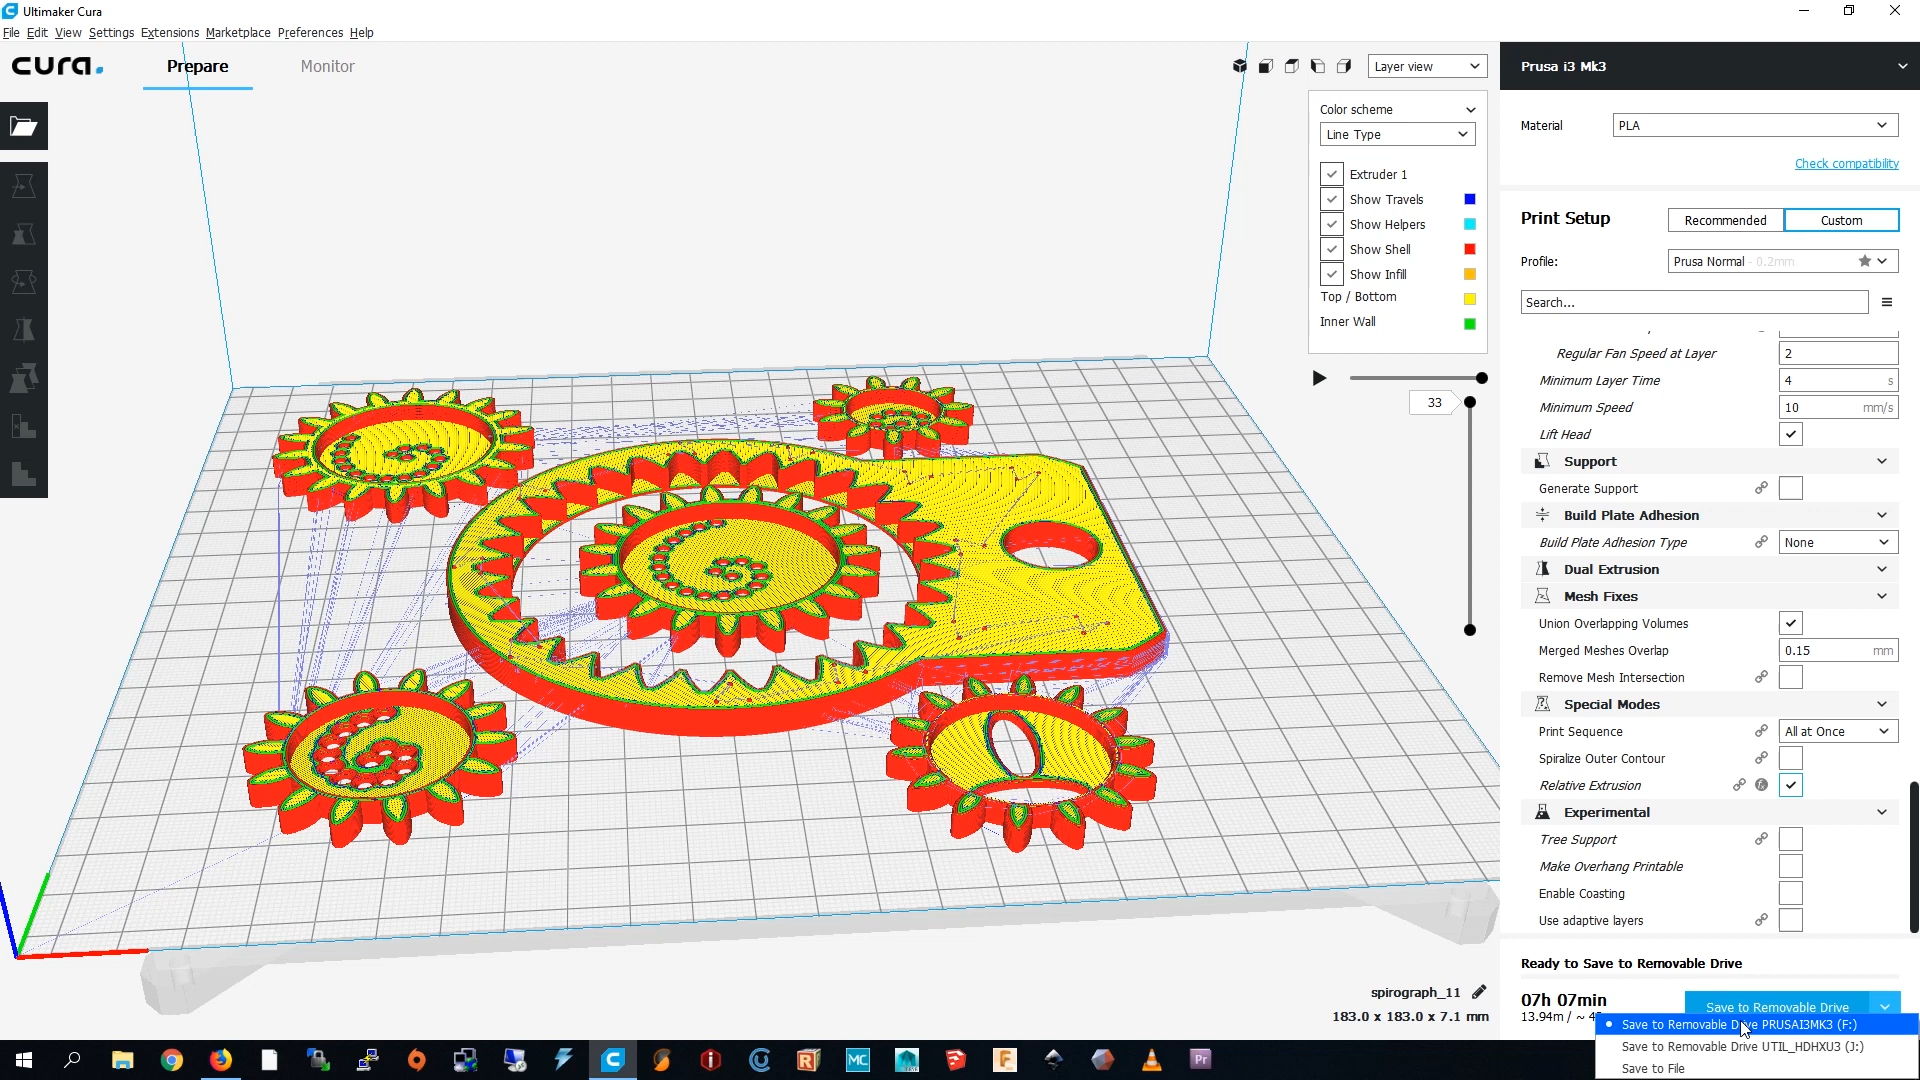 Ultimaker Cura
File Edit View Settings Extensions Marketplace Preferences Help
cura.
Prepare
Monitor
Layer view
Prusa i3 Mk3
Color scheme
Line Type
Extruder 1
Show Travels
Show Helpers
Show Shell
Show Infill
Top / Bottom
Inner Wall
33
Material
PLA
Check compatibility
Print Setup
Recommended
Custom
Profile:
Prusa Normal - 0.2mm
Search...
Regular Fan Speed at Layer
2
Minimum Layer Time
4 s
Minimum Speed
10 mm/s
Lift Head
Support
Generate Support
Build Plate Adhesion
Build Plate Adhesion Type
None
Dual Extrusion
Mesh Fixes
Union Overlapping Volumes
Merged Meshes Overlap
0.15 mm
Remove Mesh Intersection
Special Modes
Print Sequence
All at Once
Spiralize Outer Contour
Relative Extrusion
Experimental
Tree Support
Make Overhang Printable
Enable Coasting
Use adaptive layers
Ready to Save to Removable Drive
spirograph_11
183.0 x 183.0 x 7.1 mm
07h 07min
13.94m / ~
Save to Removable Drive
Save to Removable Drive PRUSAI3MK3 (F:)
Save to Removable Drive UTIL_HDHXU3 (J:)
Save to File
MC
Pr